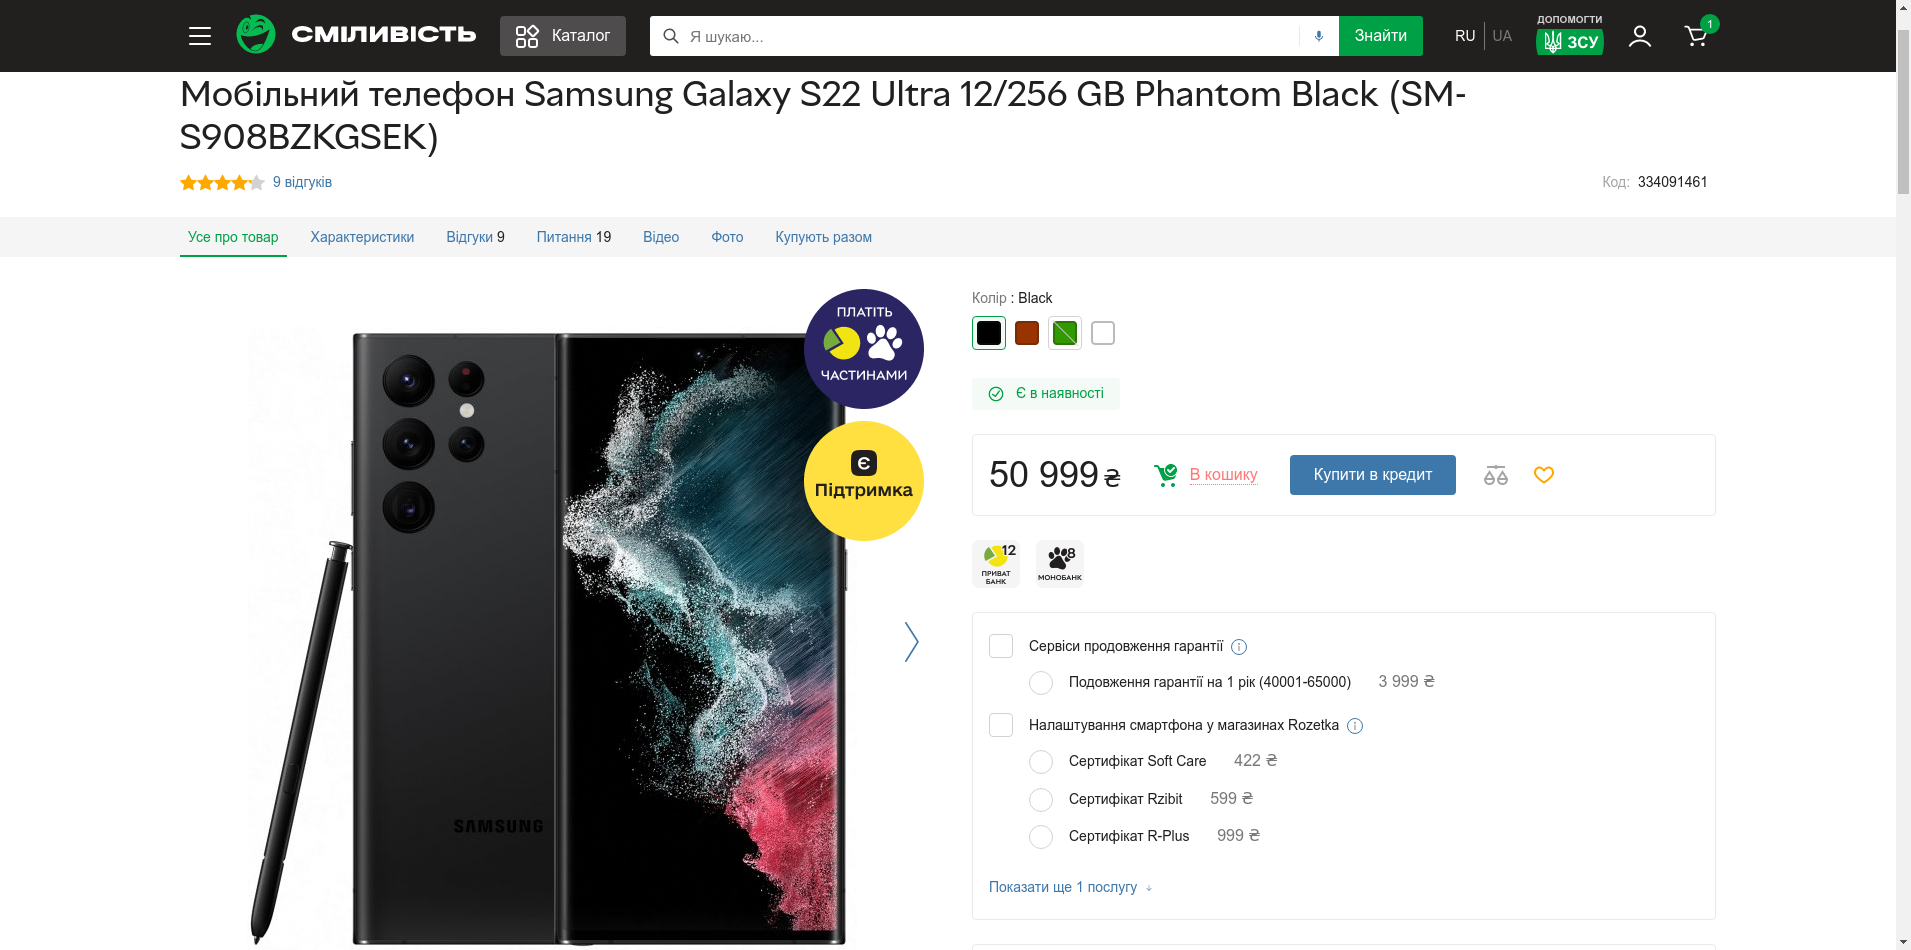 СМІЛИВІСТЬ
Каталог
Я шукаю...
Знайти
RU UA
ДОПОМОГТИ
ЗСУ
1
Мобільний телефон Samsung Galaxy S22 Ultra 12/256 GB Phantom Black (SM-
S908BZKGSEK)
9 відгуків
Код: 334091461
Усе про товар
Характеристики
Відгуки 9
Питання 19
Відео
Фото
Купують разом
ПЛАТІТЬ
ЧАСТИНАМИ
Є
Підтримка
SAMSUNG
Колір : Black
Є в наявності
50 999 ₴
В кошику
Купити в кредит
12
ПРИВАТ
БАНК
8
МОНОБАНК
Сервіси продовження гарантії
Подовження гарантії на 1 рік (40001-65000) 3 999 ₴
Налаштування смартфона у магазинах Rozetka
Сертифікат Soft Care 422 ₴
Сертифікат Rzibit 599 ₴
Сертифікат R-Plus 999 ₴
Показати ще 1 послугу ↓